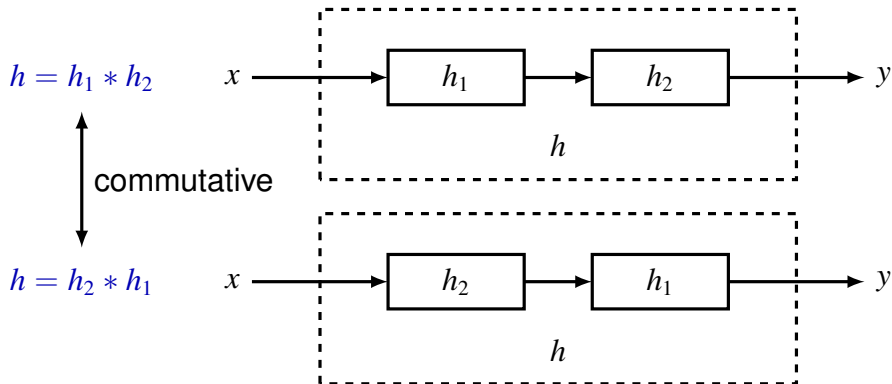 h = h₁ ∗ h₂ x h₁ h₂ y
h
commutative
h = h₂ ∗ h₁ x h₂ h₁ y
h